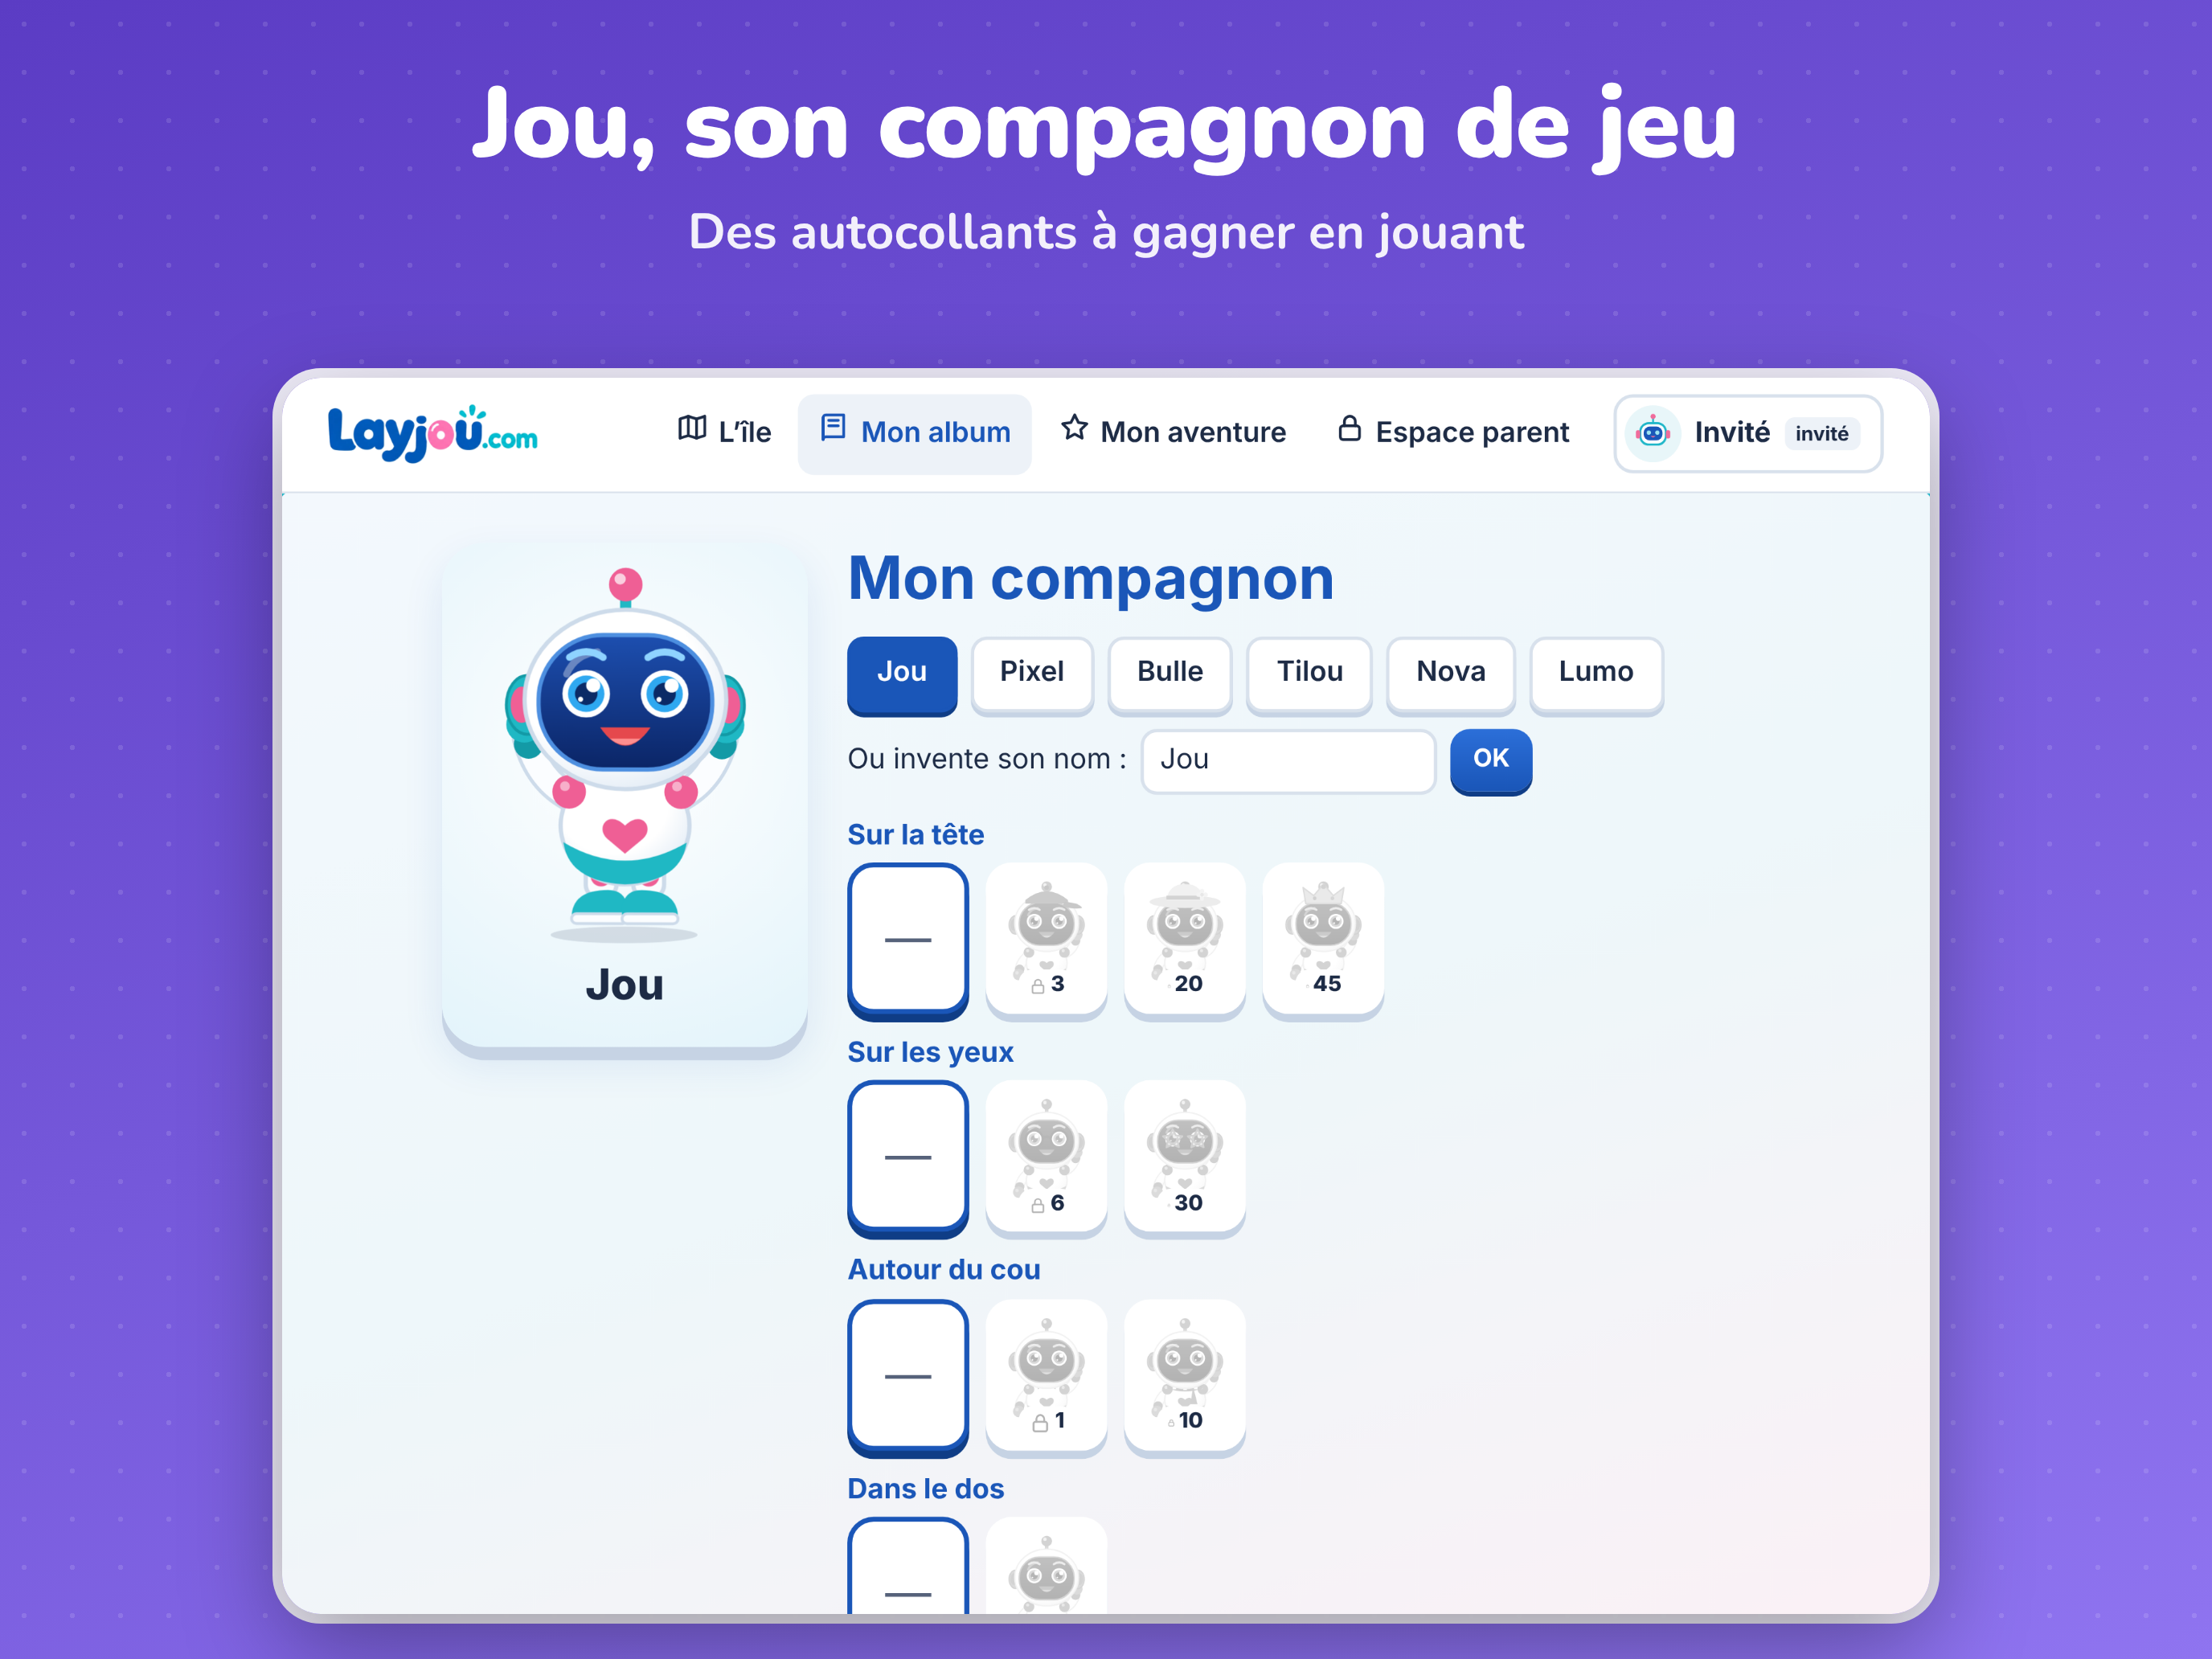 Jou, son compagnon de jeu
Des autocollants à gagner en jouant
Layjou.com
L'île
Mon album
Mon aventure
Espace parent
Invité
invité
Mon compagnon
Jou
Pixel
Bulle
Tilou
Nova
Lumo
Ou invente son nom :
Jou
OK
Jou
Sur la tête
—
3
20
45
Sur les yeux
—
6
30
Autour du cou
—
1
10
Dans le dos
—